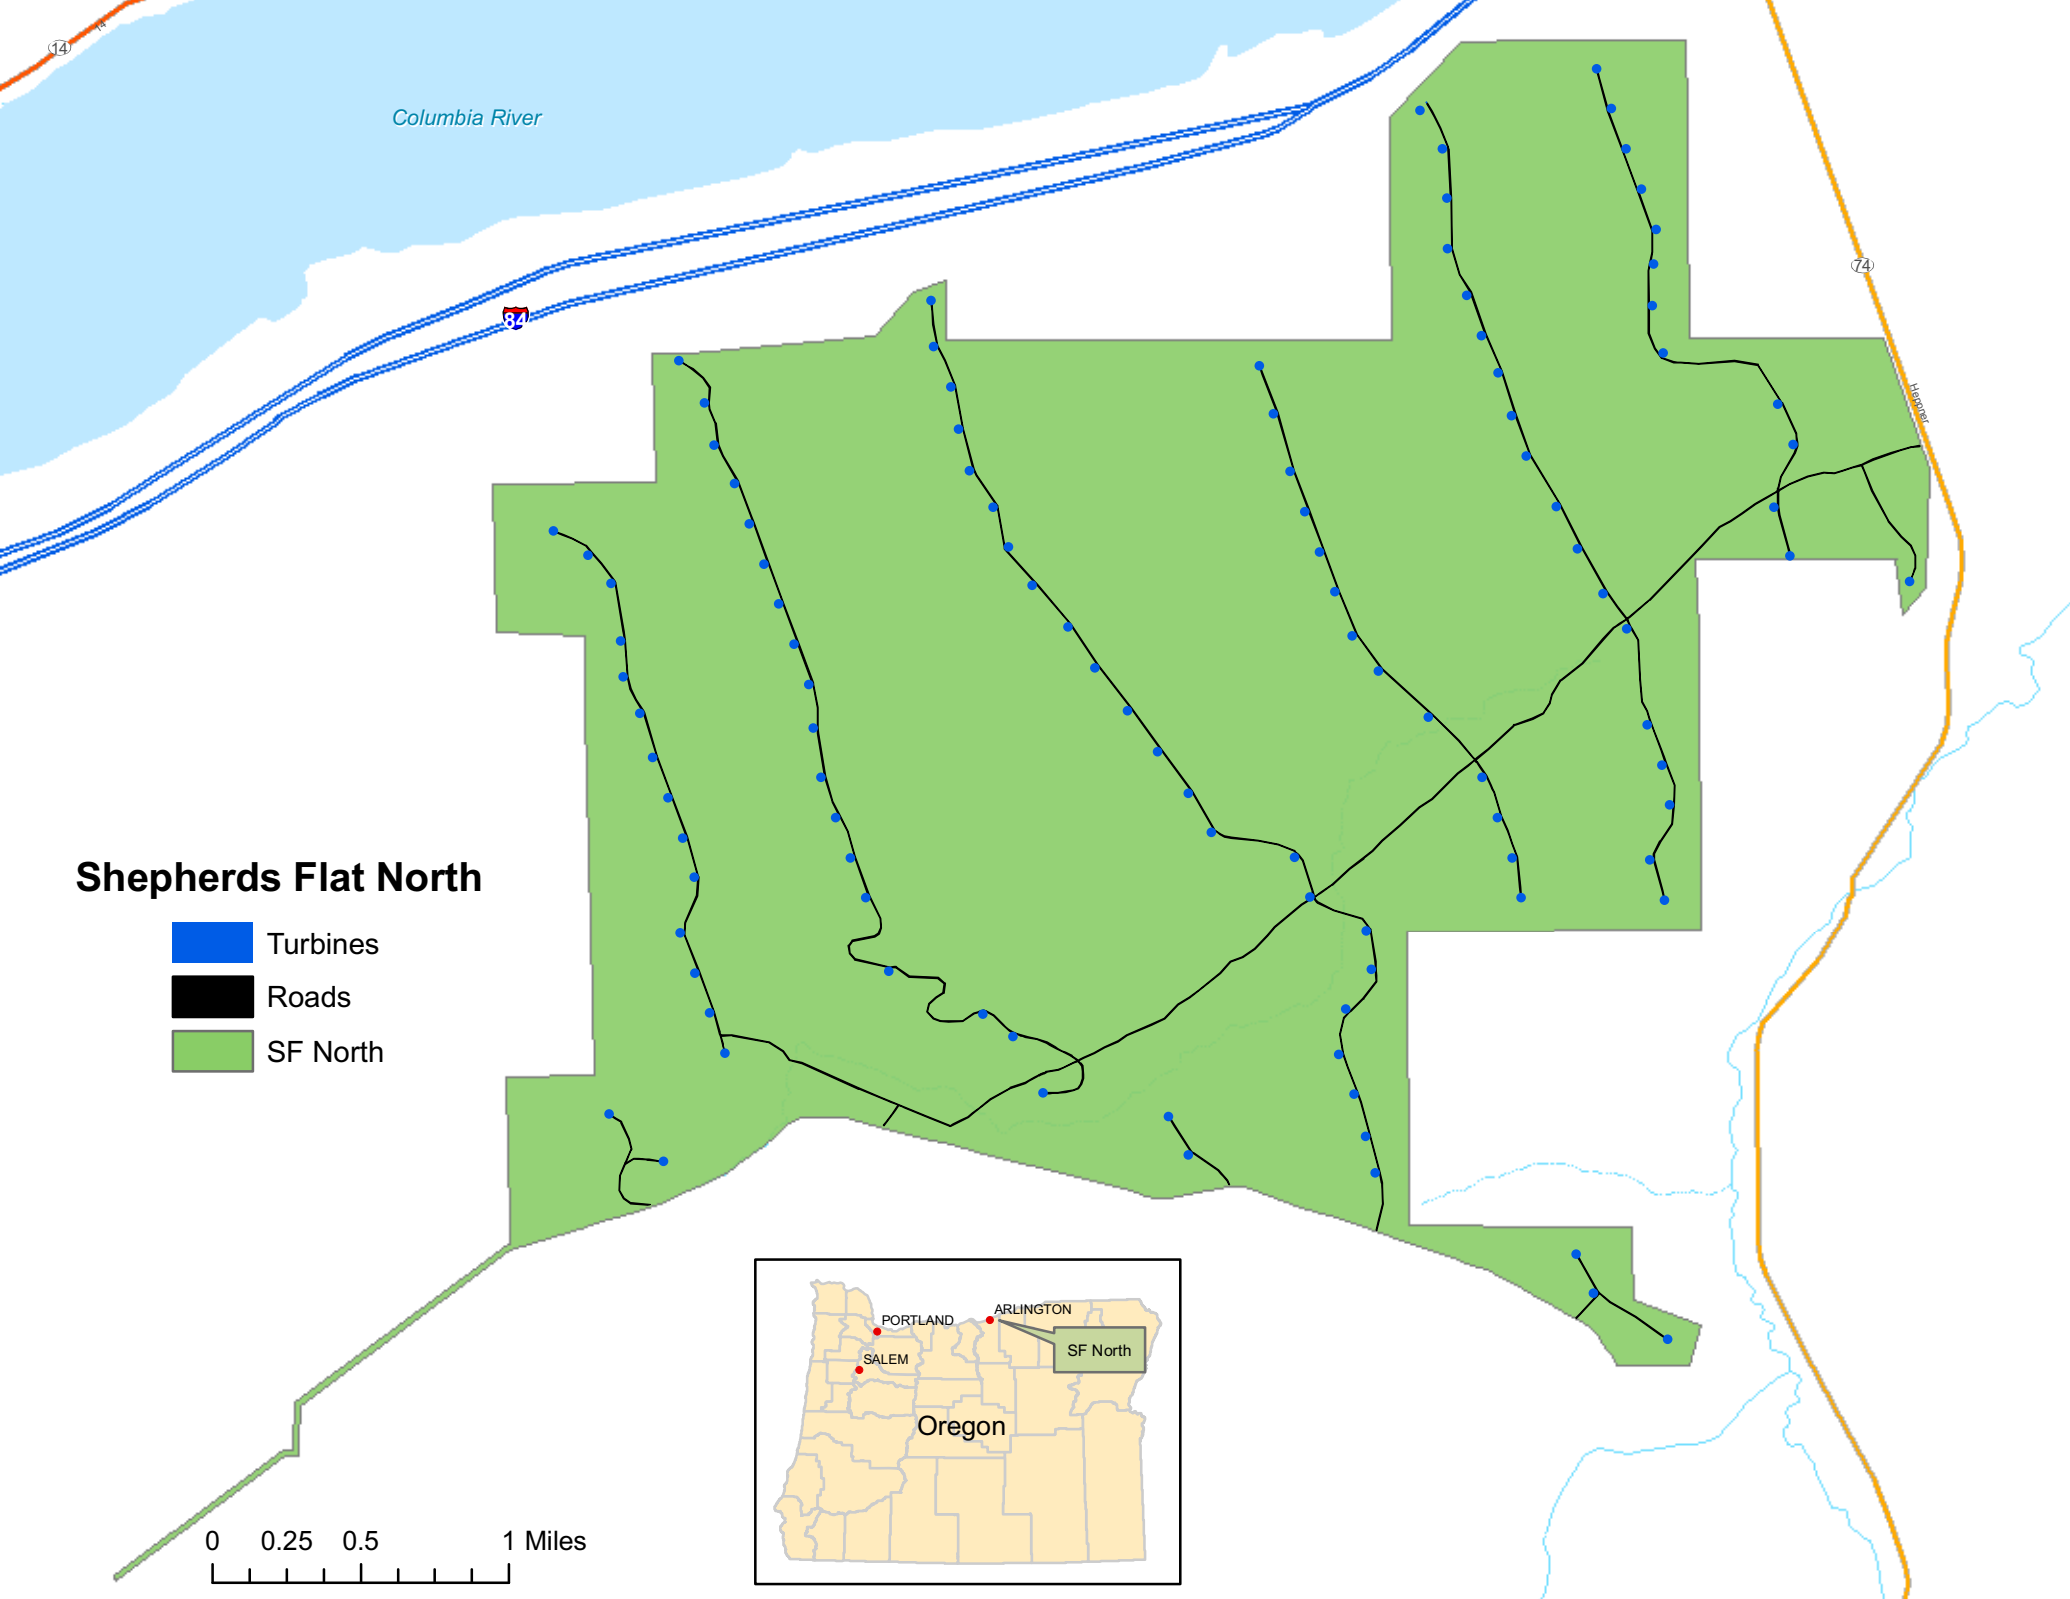 14
14
Columbia River
84
74
Heppner
Shepherds Flat North
Turbines
Roads
SF North
PORTLAND
ARLINGTON
SALEM
SF North
Oregon
0 0.25 0.5 1 Miles